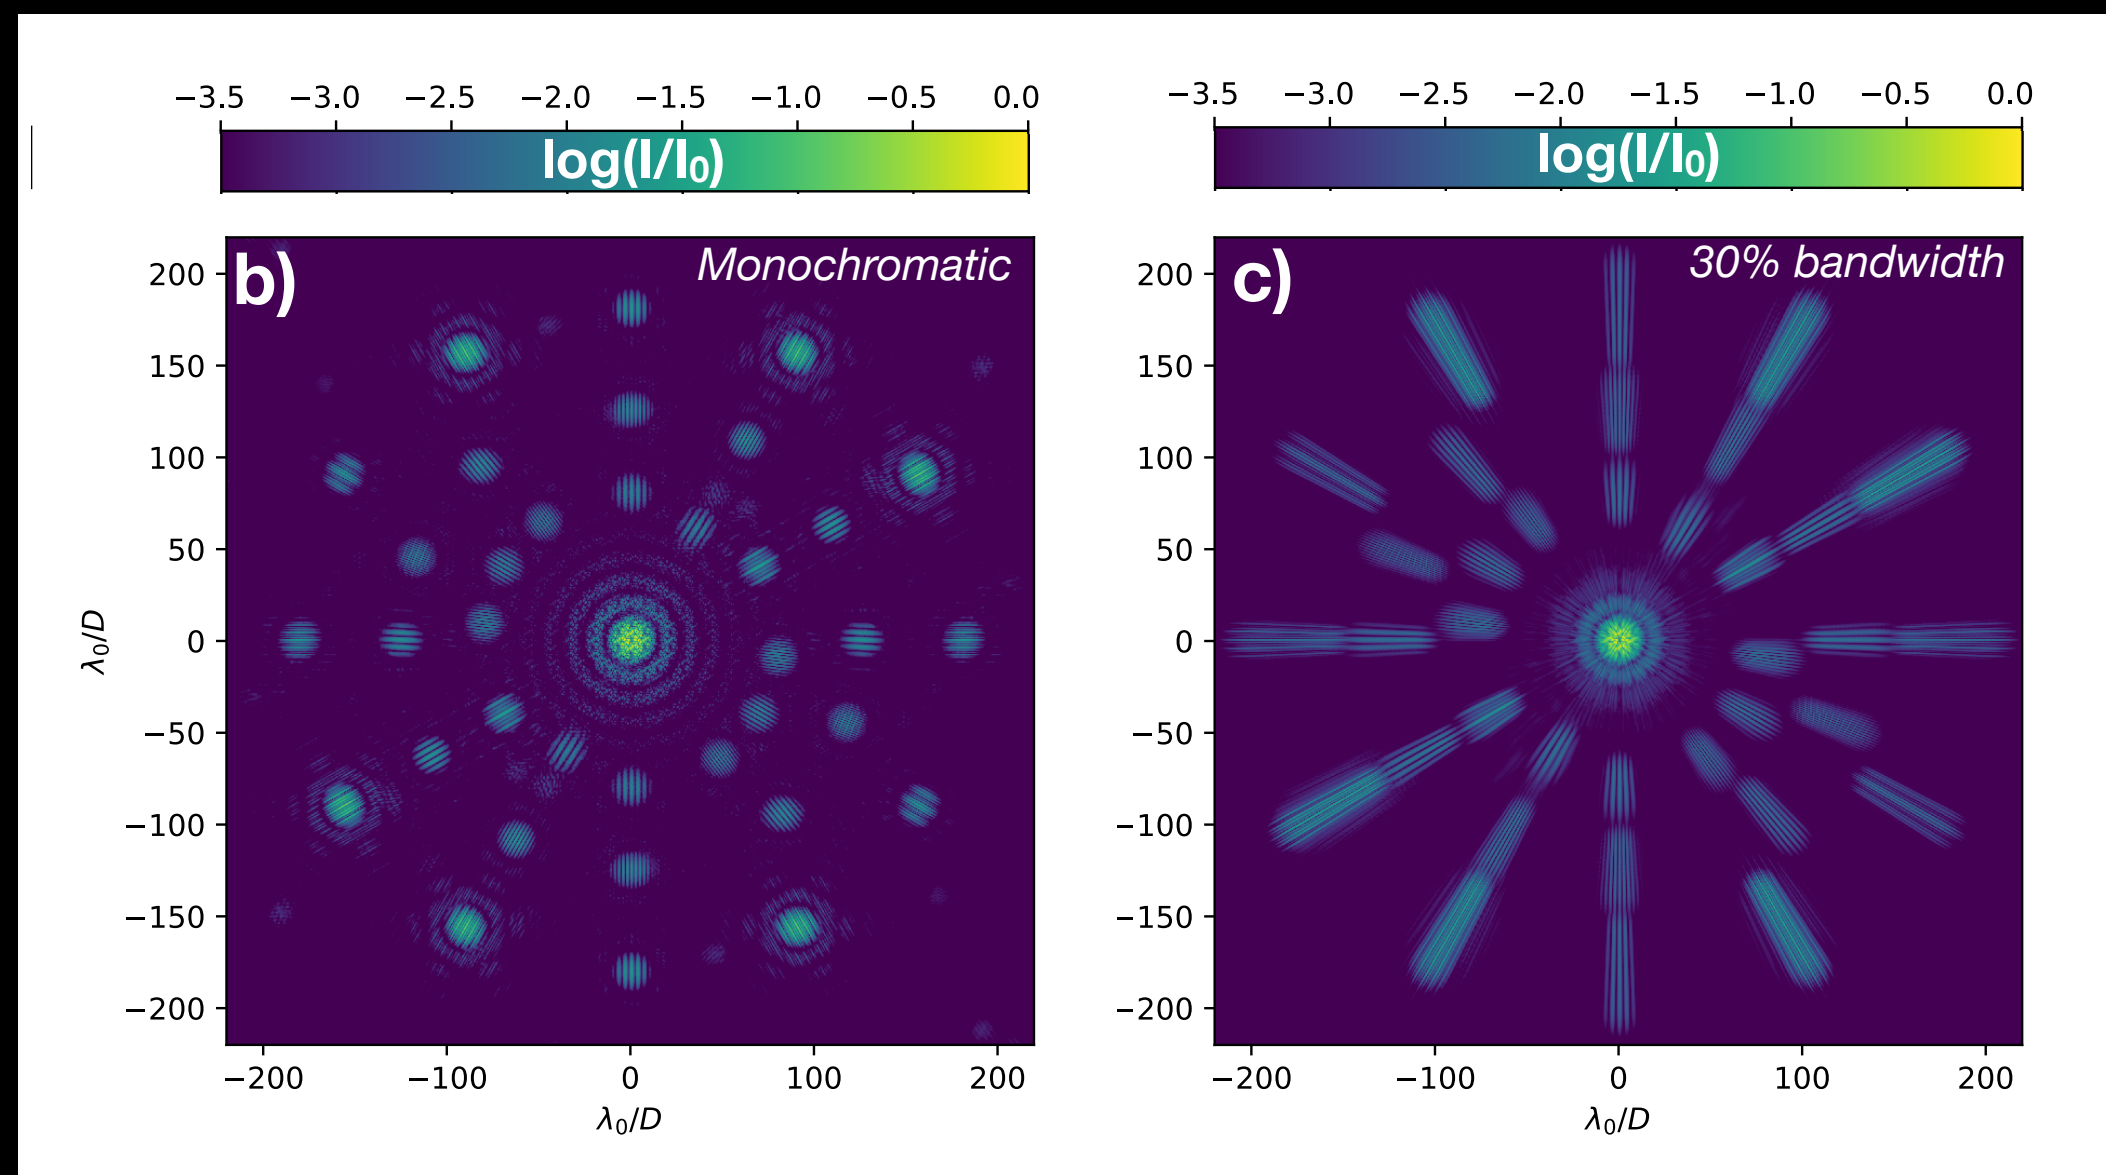 −3.5 −3.0 −2.5 −2.0 −1.5 −1.0 −0.5 0.0
log(I/I₀)
b)
Monochromatic
200
150
100
50
0
−50
−100
−150
−200
λ₀/D
−200 −100 0 100 200
λ₀/D
−3.5 −3.0 −2.5 −2.0 −1.5 −1.0 −0.5 0.0
log(I/I₀)
c)
30% bandwidth
200
150
100
50
0
−50
−100
−150
−200
−200 −100 0 100 200
λ₀/D